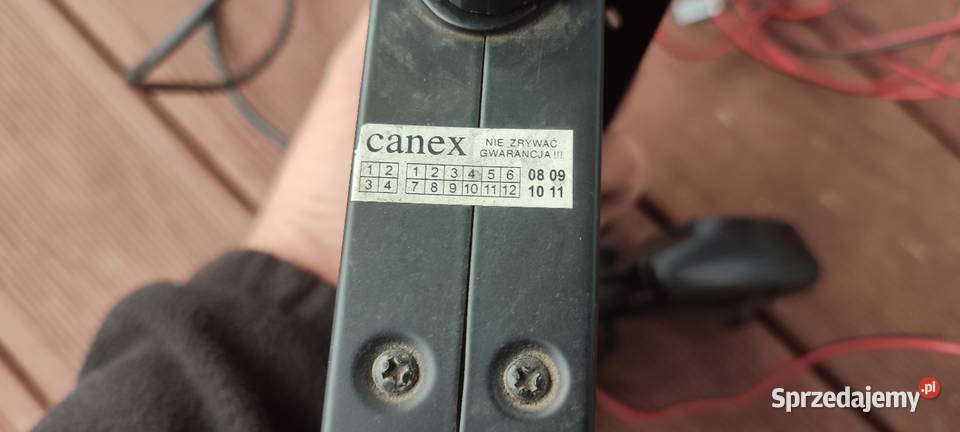 canex NIE ZRYWAĆ
GWARANCJA!!!
1 2 1 2 3 4 5 6 08 09
3 4 7 8 9 10 11 12 10 11
Sprzedajemy.pl